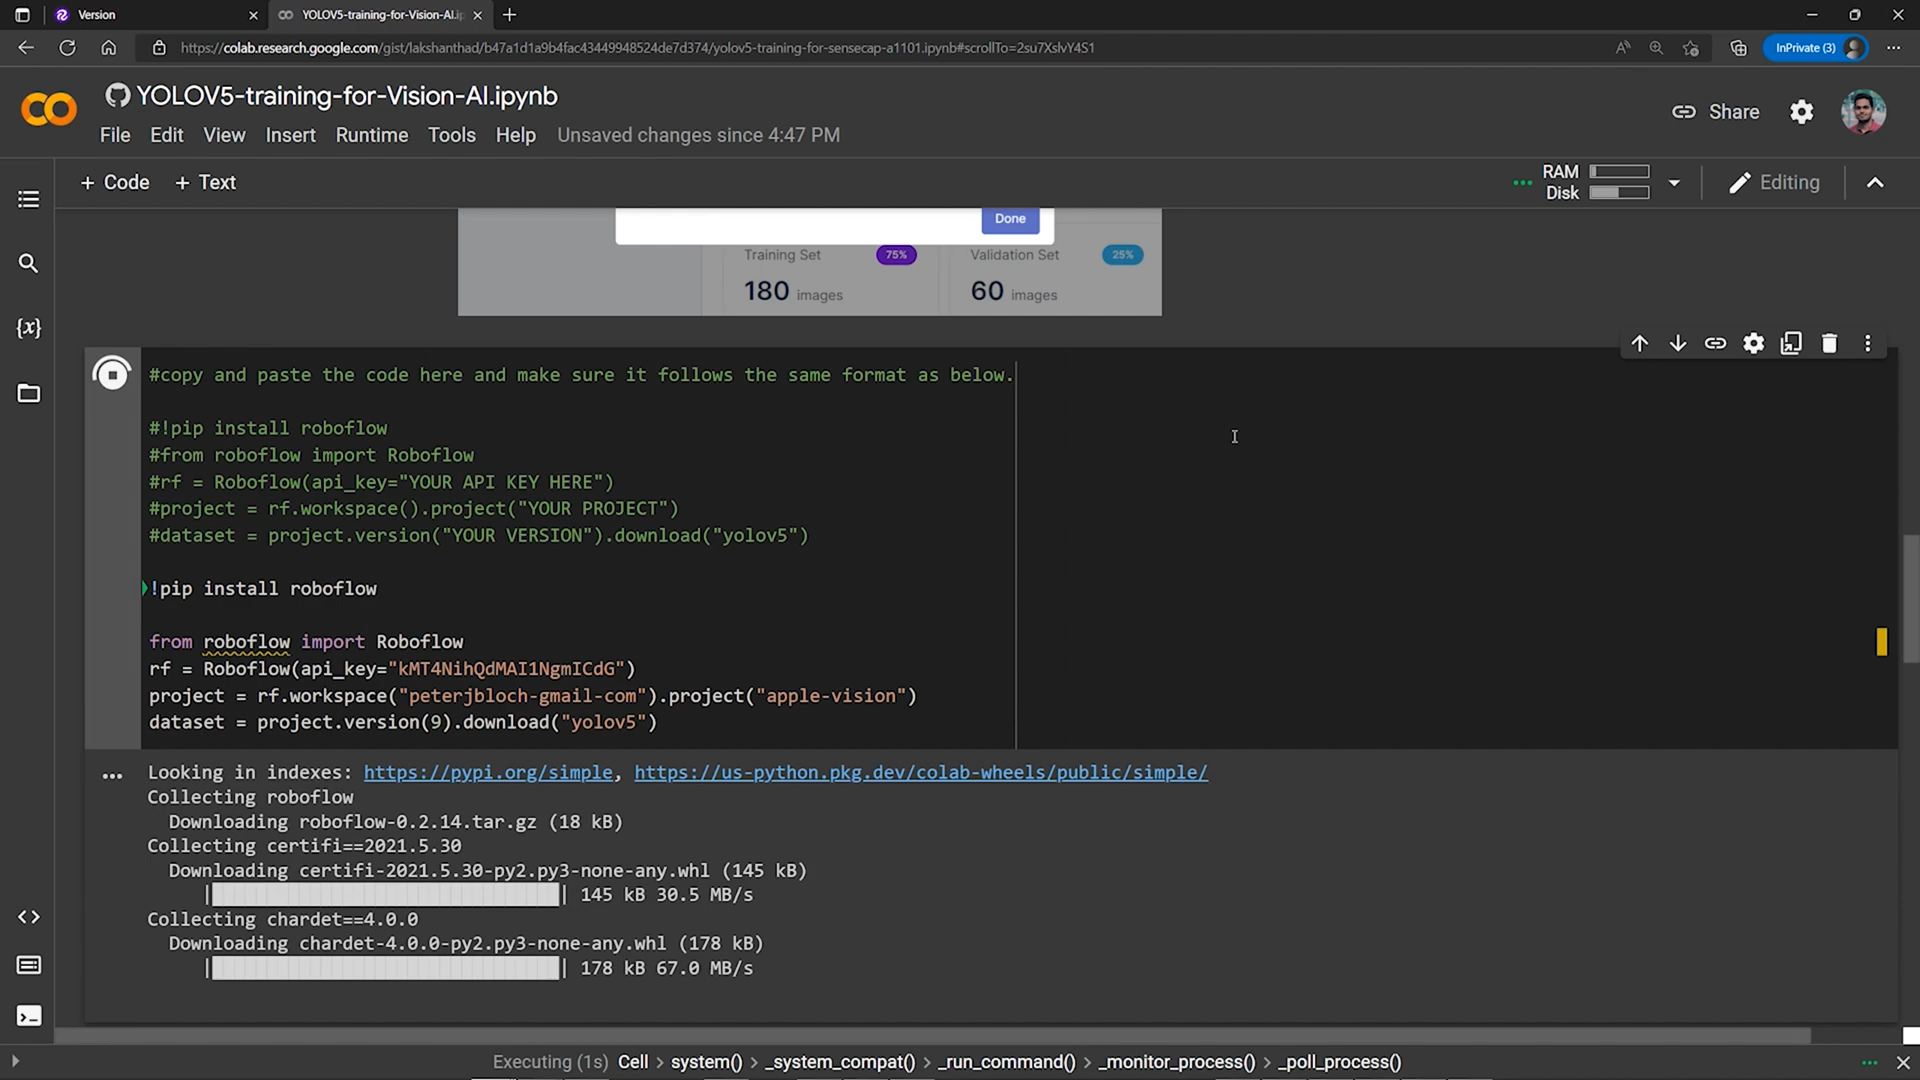 Version
YOLOV5-training-for-Vision-AI.ip
https://colab.research.google.com/gist/lakshanthad/b47a1d1a9b4fac43449948524de7d374/yolov5-training-for-sensecap-a1101.ipynb#scrollTo=2su7XslvY4S1
InPrivate (3)
YOLOV5-training-for-Vision-AI.ipynb
File Edit View Insert Runtime Tools Help Unsaved changes since 4:47 PM
Share
+ Code + Text
RAM
Disk
Editing
Done
Training Set 75% Validation Set 25%
180 images 60 images
#copy and paste the code here and make sure it follows the same format as below.
#!pip install roboflow
#from roboflow import Roboflow
#rf = Roboflow(api_key="YOUR API KEY HERE")
#project = rf.workspace().project("YOUR PROJECT")
#dataset = project.version("YOUR VERSION").download("yolov5")
!pip install roboflow
from roboflow import Roboflow
rf = Roboflow(api_key="kMT4NihQdMAI1NgmICdG")
project = rf.workspace("peterjbloch-gmail-com").project("apple-vision")
dataset = project.version(9).download("yolov5")
Looking in indexes: https://pypi.org/simple, https://us-python.pkg.dev/colab-wheels/public/simple/
Collecting roboflow
Downloading roboflow-0.2.14.tar.gz (18 kB)
Collecting certifi==2021.5.30
Downloading certifi-2021.5.30-py2.py3-none-any.whl (145 kB)
|████████████████████████████████| 145 kB 30.5 MB/s
Collecting chardet==4.0.0
Downloading chardet-4.0.0-py2.py3-none-any.whl (178 kB)
|████████████████████████████████| 178 kB 67.0 MB/s
Executing (1s) Cell > system() > _system_compat() > _run_command() > _monitor_process() > _poll_process()